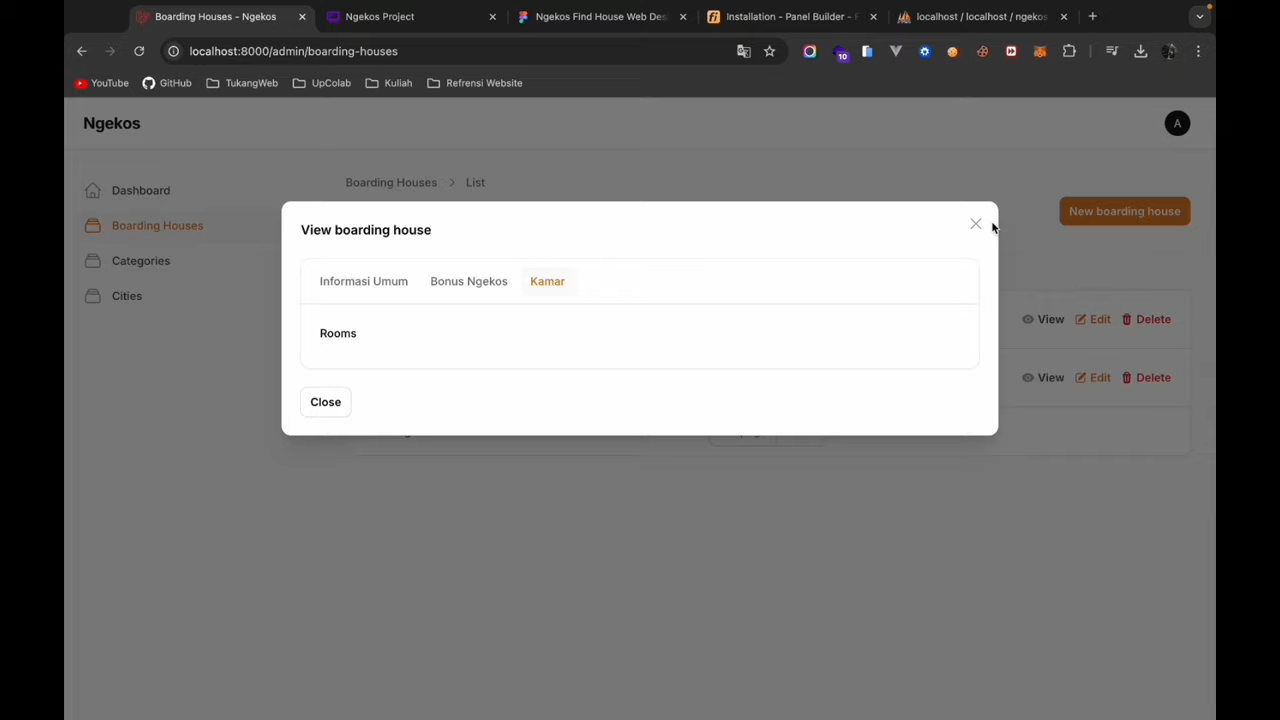 Boarding Houses - Ngekos
Ngekos Project
Ngekos Find House Web Des
Installation - Panel Builder - F
localhost / localhost / ngekos
localhost:8000/admin/boarding-houses
10
YouTube
GitHub
TukangWeb
UpColab
Kuliah
Refrensi Website
Ngekos
A
Dashboard
Boarding Houses
Categories
Cities
Boarding Houses > List
New boarding house
View boarding house
Informasi Umum
Bonus Ngekos
Kamar
Rooms
Close
View Edit Delete
View Edit Delete